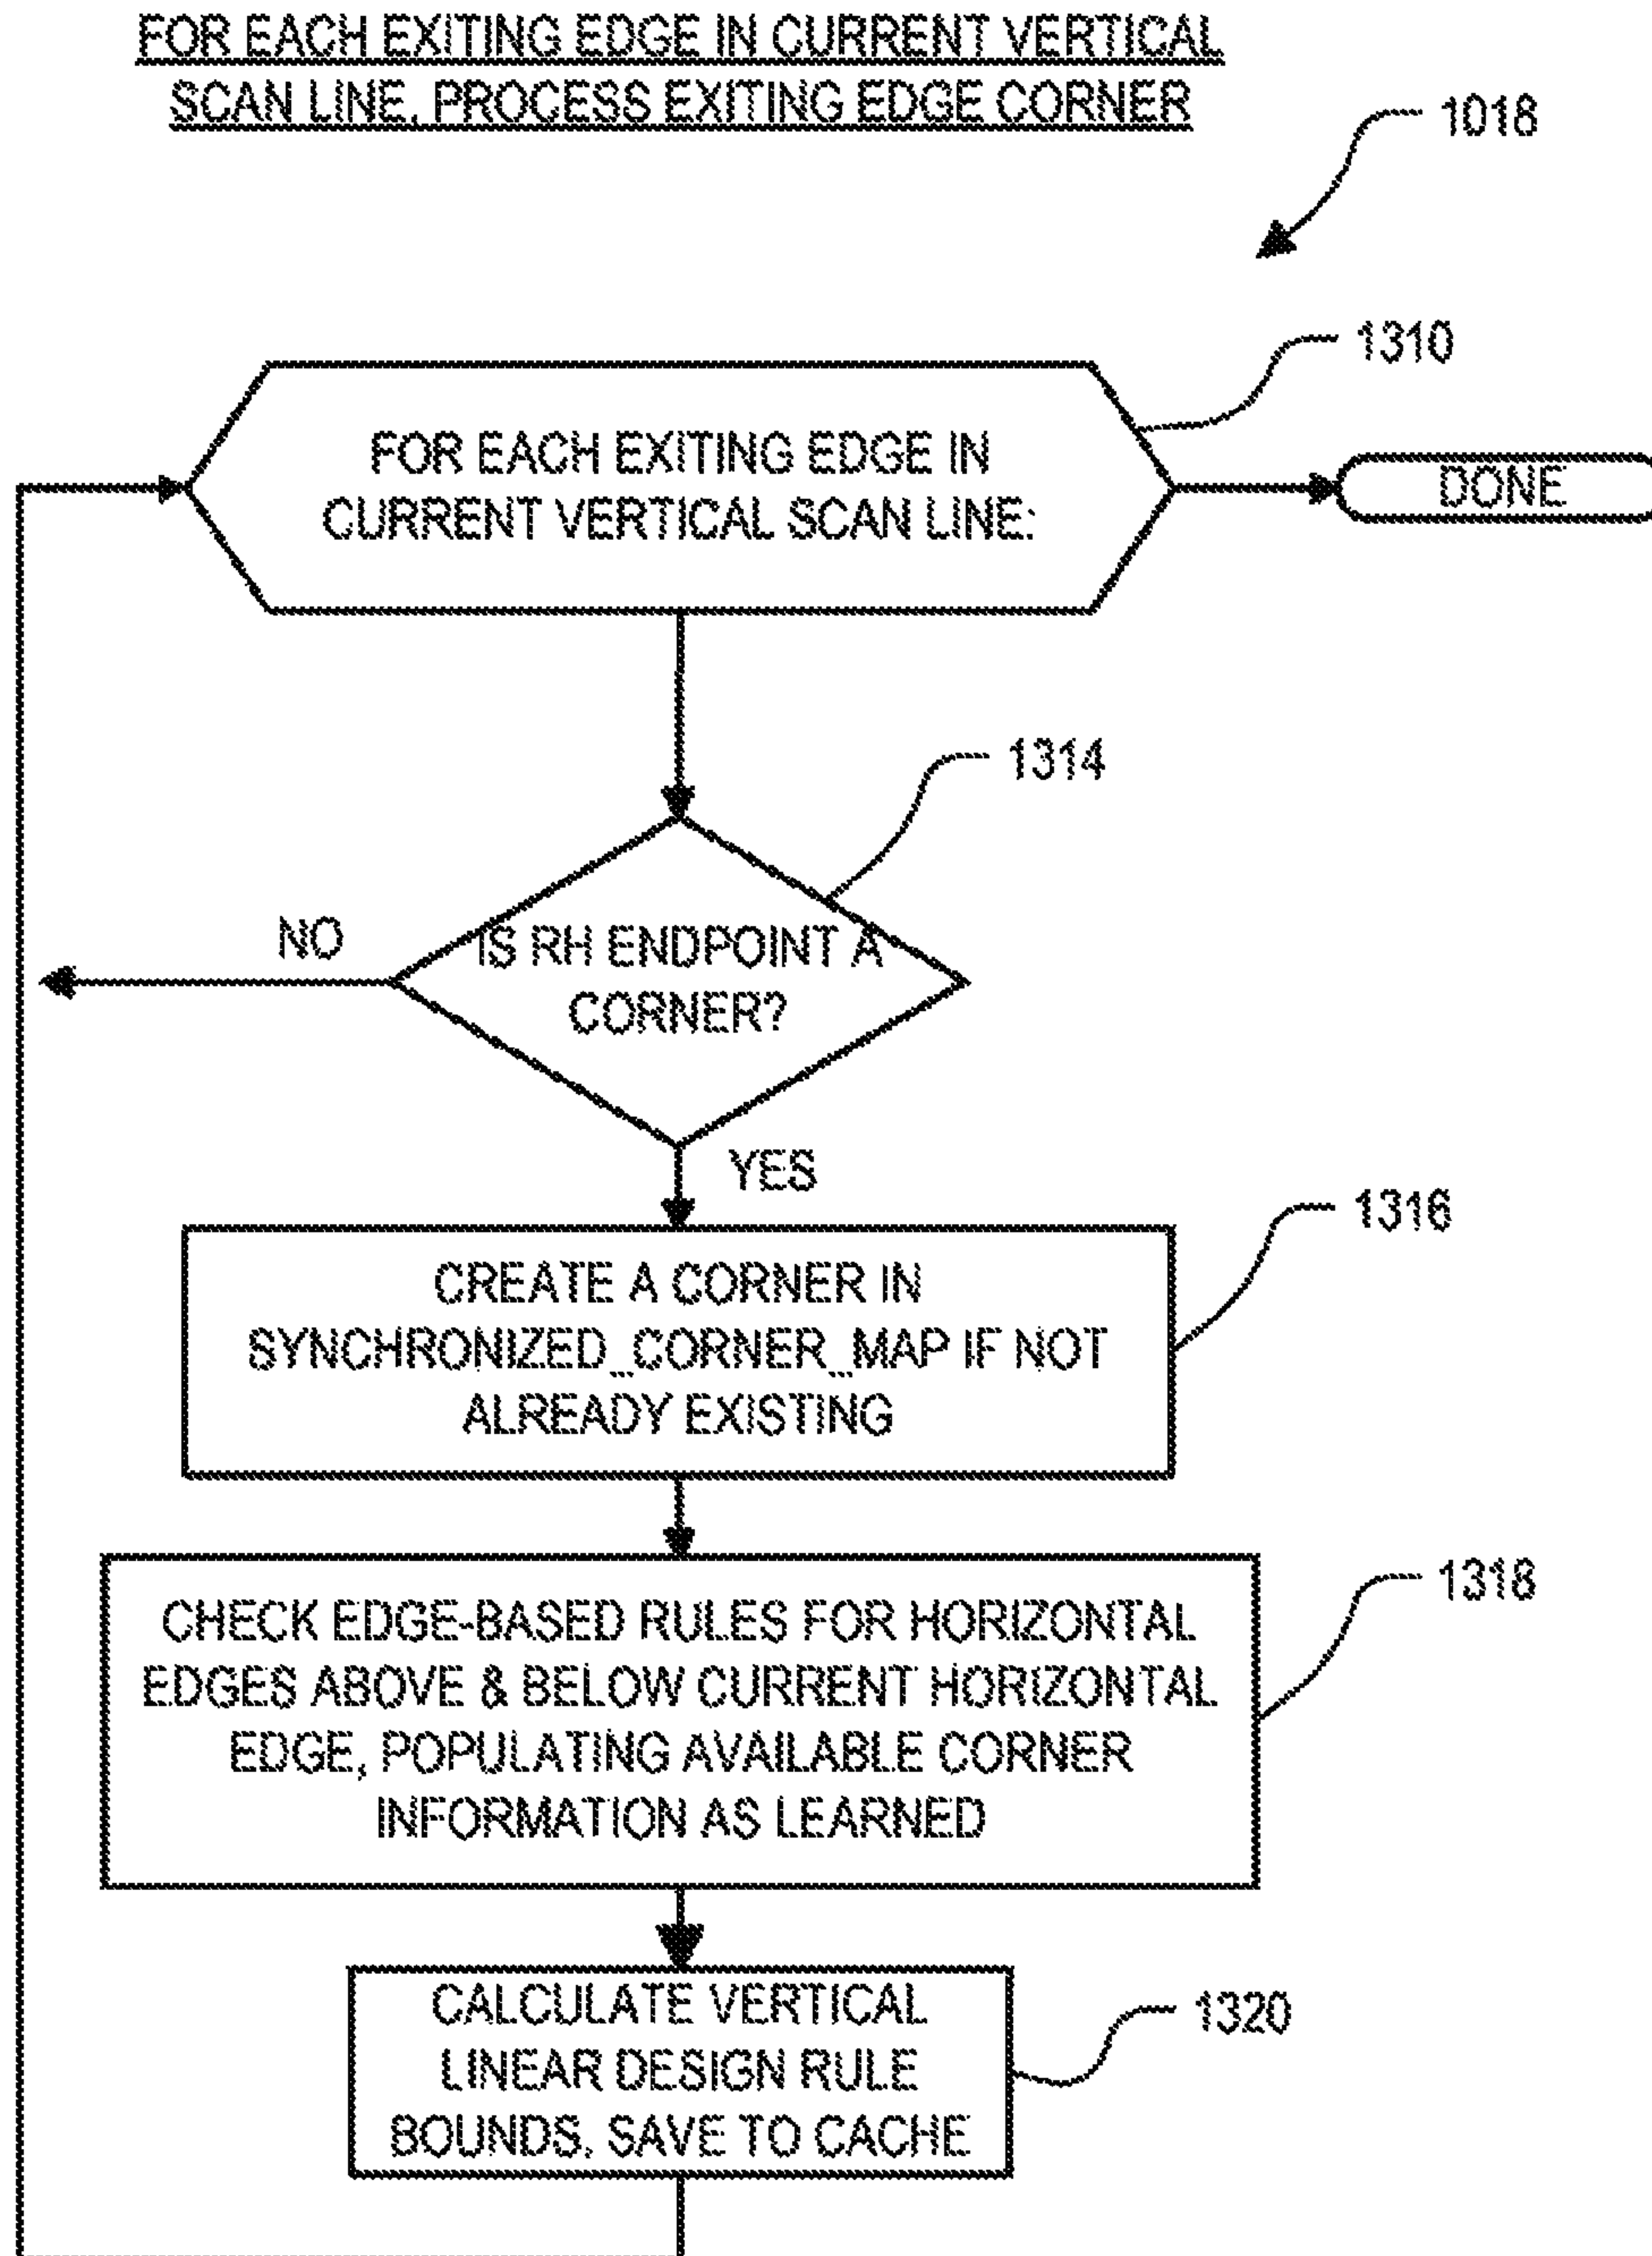 FOR EACH EXITING EDGE IN CURRENT VERTICAL
SCAN LINE, PROCESS EXITING EDGE CORNER
1018
1310
FOR EACH EXITING EDGE IN
CURRENT VERTICAL SCAN LINE:
DONE
1314
NO
IS RH ENDPOINT A
CORNER?
YES
1316
CREATE A CORNER IN
SYNCHRONIZED_CORNER_MAP IF NOT
ALREADY EXISTING
1318
CHECK EDGE-BASED RULES FOR HORIZONTAL
EDGES ABOVE & BELOW CURRENT HORIZONTAL
EDGE, POPULATING AVAILABLE CORNER
INFORMATION AS LEARNED
CALCULATE VERTICAL
1320
LINEAR DESIGN RULE
BOUNDS, SAVE TO CACHE